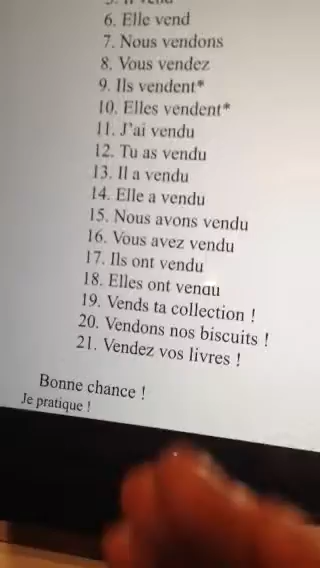 6. Elle vend
7. Nous vendons
8. Vous vendez
9. Ils vendent*
10. Elles vendent*
11. J'ai vendu
12. Tu as vendu
13. Il a vendu
14. Elle a vendu
15. Nous avons vendu
16. Vous avez vendu
17. Ils ont vendu
18. Elles ont vendu
19. Vends ta collection !
20. Vendons nos biscuits !
21. Vendez vos livres !
Bonne chance !
Je pratique !